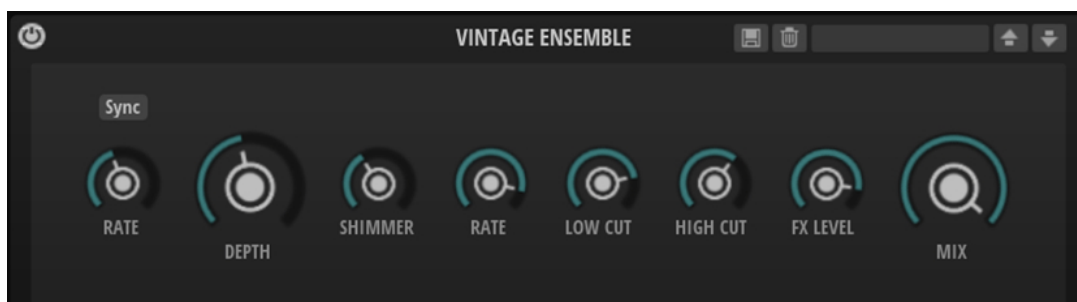 VINTAGE ENSEMBLE
Sync
RATE
DEPTH
SHIMMER
RATE
LOW CUT
HIGH CUT
FX LEVEL
MIX